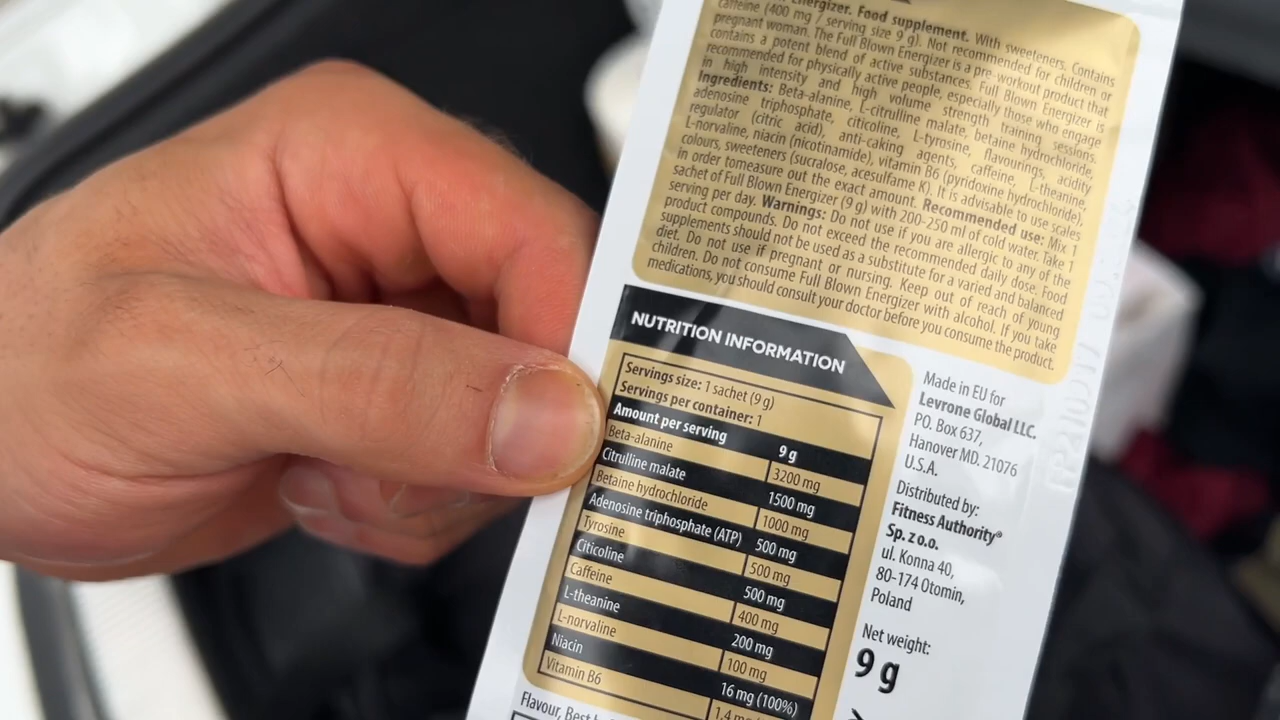 Energizer. Food supplement. With sweeteners. Contains
caffeine (400 mg / serving size 9 g). Not recommended for children or
pregnant woman. The Full Blown Energizer is a pre-workout product that
contains a potent blend of active substances. Full Blown Energizer is
recommended for physically active people, especially those who engage
in high intensity and high volume strength training sessions.
Ingredients: Beta-alanine, L-citrulline malate, betaine hydrochloride,
adenosine triphosphate, citicoline, L-tyrosine, flavourings, acidity
regulator (citric acid), anti-caking agents, caffeine, L-theanine,
L-norvaline, niacin (nicotinamide), vitamin B6 (pyridoxine hydrochloride),
colours, sweeteners (sucralose, acesulfame K). It is advisable to use scales
in order tomeasure out the exact amount. Recommended use: Mix 1
sachet of Full Blown Energizer (9 g) with 200-250 ml of cold water. Take 1
serving per day. Warnings: Do not use if you are allergic to any of the
product compounds. Do not exceed the recommended daily dose. Food
supplements should not be used as a substitute for a varied and balanced
diet. Do not use if pregnant or nursing. Keep out of reach of young
children. Do not consume Full Blown Energizer with alcohol. If you take
medications, you should consult your doctor before you consume the product.
NUTRITION INFORMATION
Servings size: 1 sachet (9 g)
Servings per container: 1
Amount per serving 9 g
Beta-alanine 3200 mg
Citrulline malate 1500 mg
Betaine hydrochloride 1000 mg
Adenosine triphosphate (ATP) 500 mg
Tyrosine 500 mg
Citicoline 500 mg
Caffeine 400 mg
L-theanine 200 mg
L-norvaline 100 mg
Niacin 16 mg (100%)
Vitamin B6 1.4 mg
Flavour, Best
Made in EU for
Levrone Global LLC.
PO. Box 637,
Hanover MD. 21076
U.S.A.
Distributed by:
Fitness Authority®
Sp. z o.o.
ul. Konna 40,
80-174 Otomin,
Poland
Net weight:
9 g